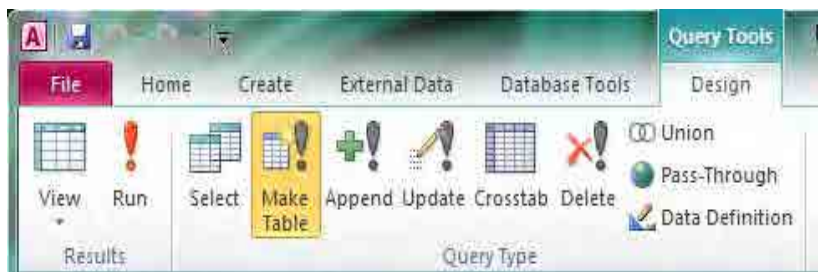 A
Query Tools
File Home Create External Data Database Tools Design
View Run Select Make Table Append Update Crosstab Delete
Union
Pass-Through
Data Definition
Results Query Type